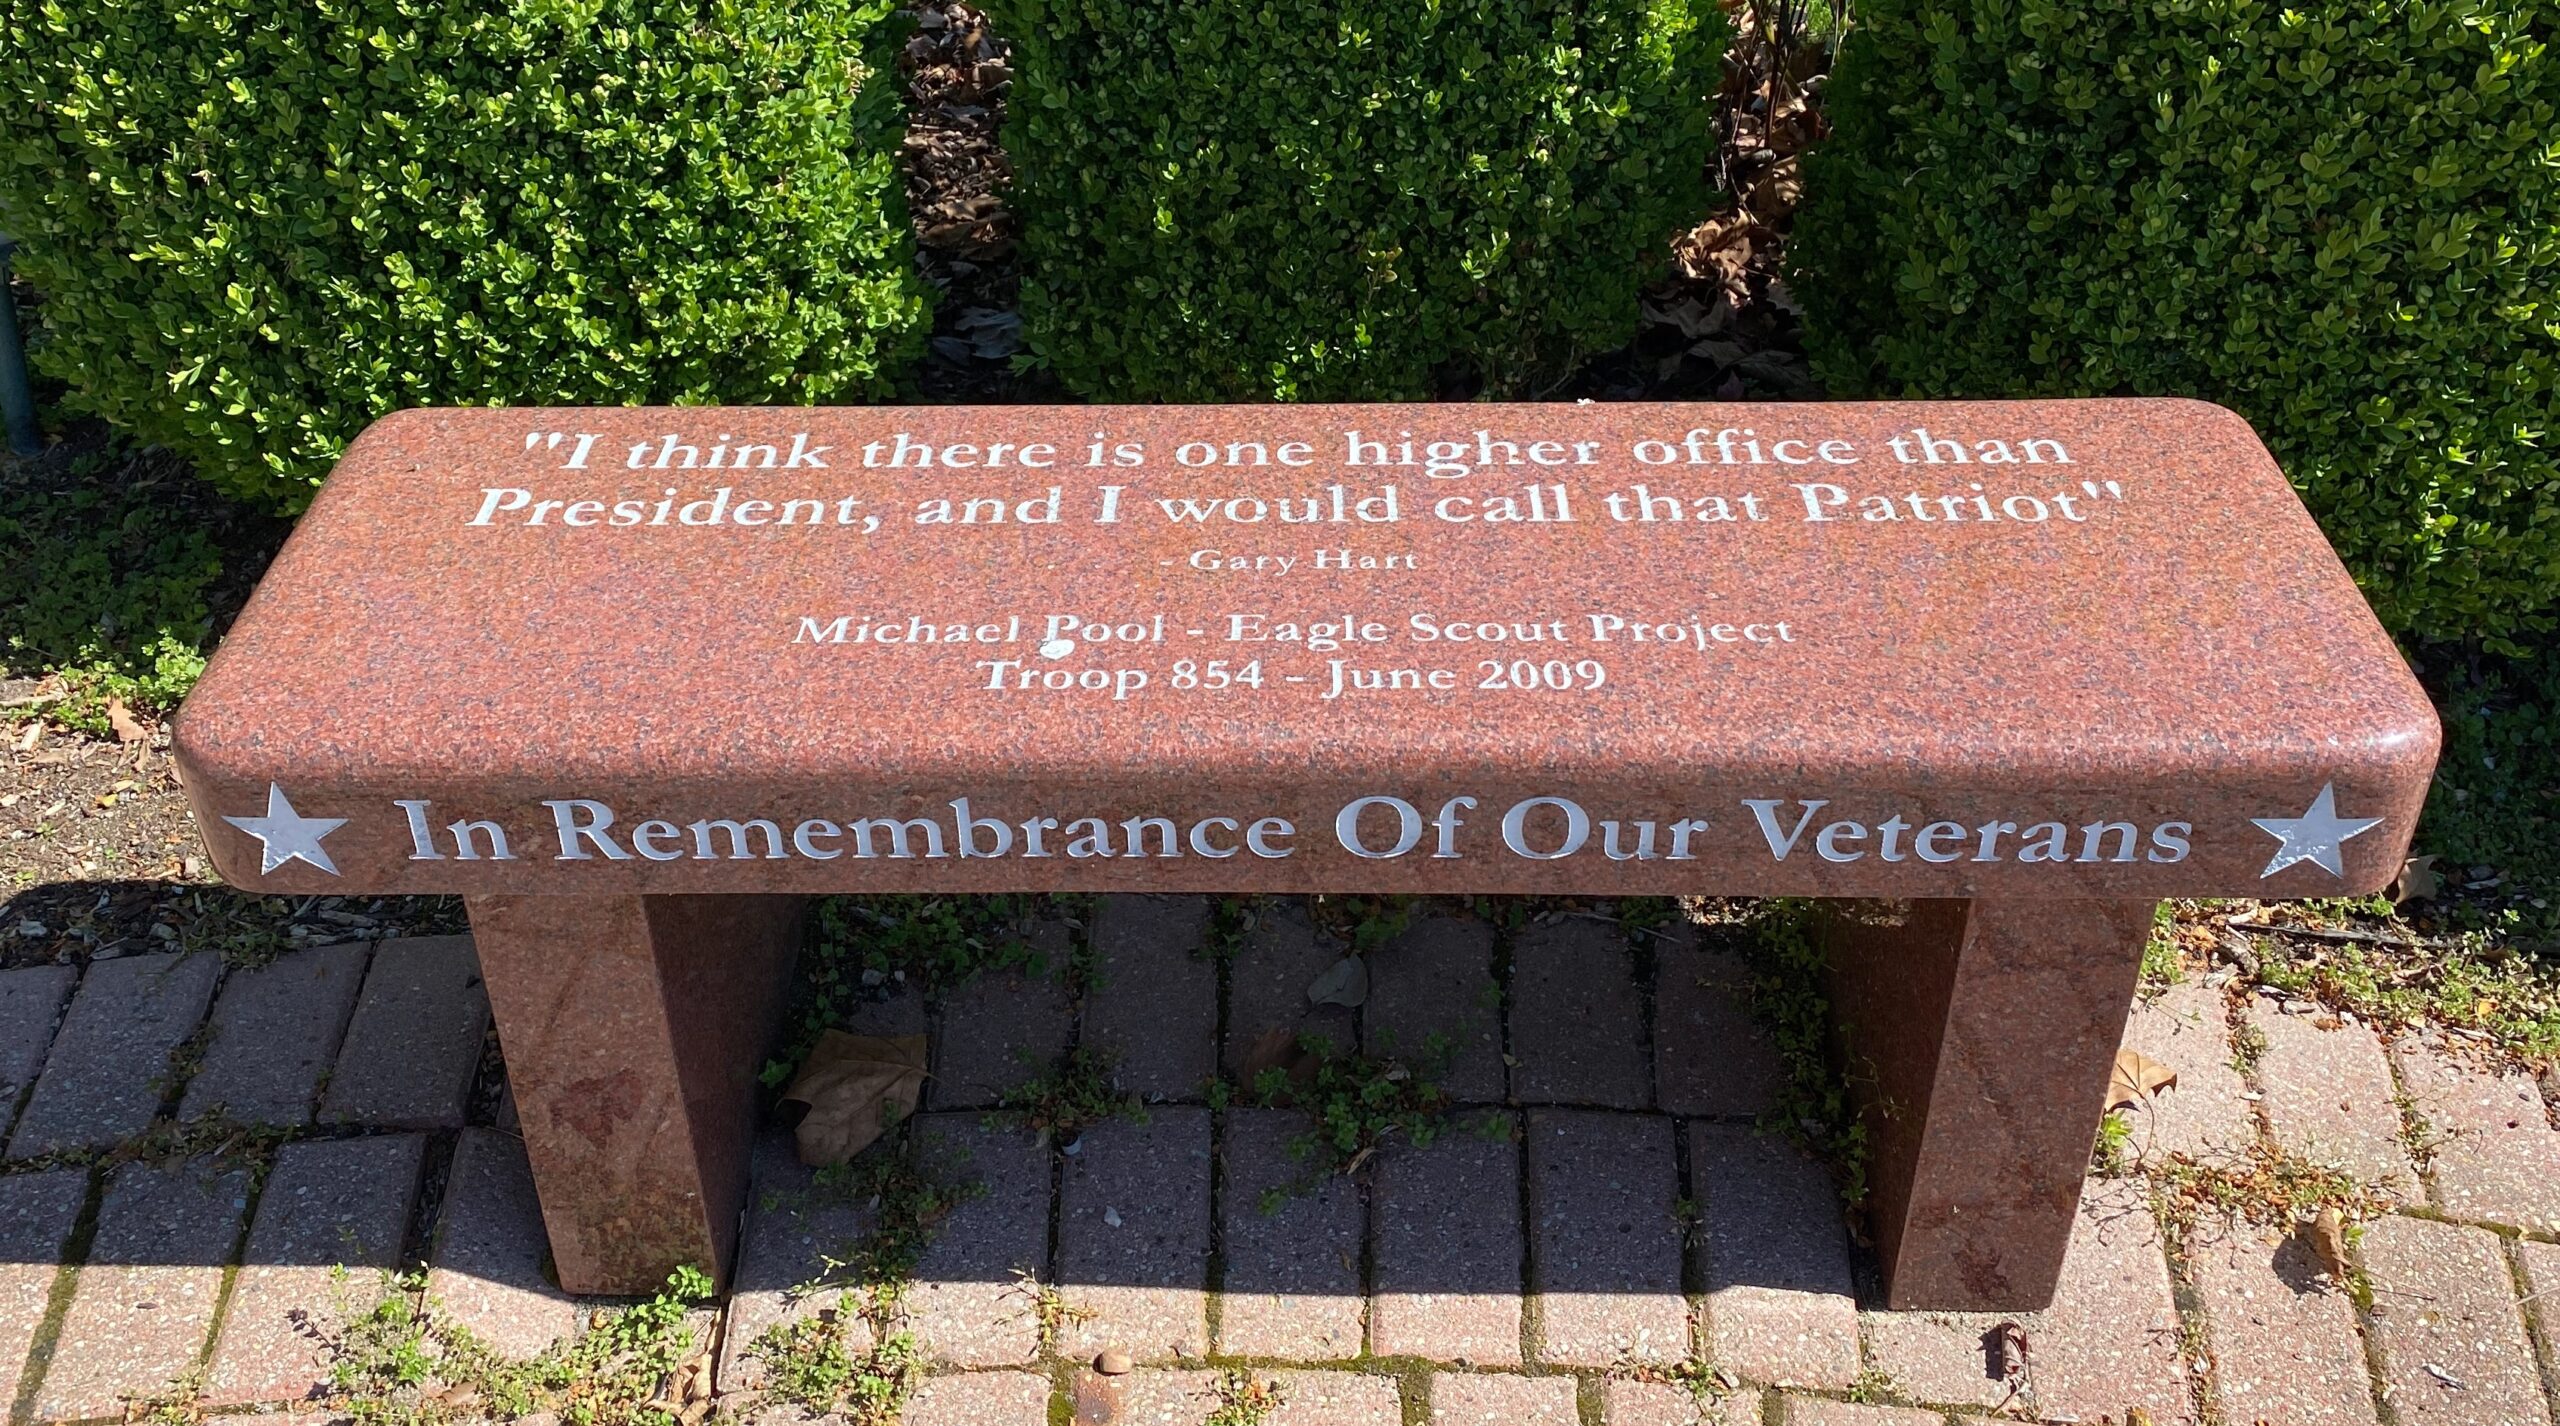 "I think there is one higher office than
President, and I would call that Patriot"
- Gary Hart
Michael Pool - Eagle Scout Project
Troop 854 - June 2009
In Remembrance Of Our Veterans